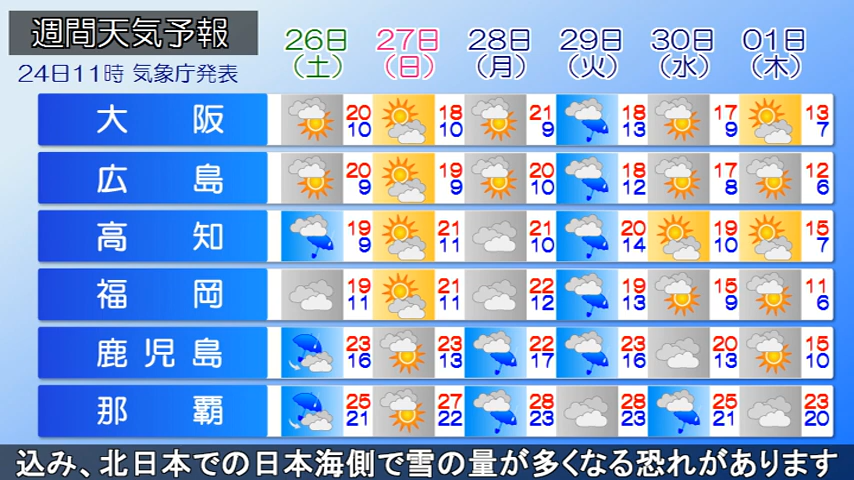 週間天気予報
24日11時 気象庁発表
26日 27日 28日 29日 30日 01日
(土) (日) (月) (火) (水) (木)
大阪 20 10 18 10 21 9 18 13 17 9 13 7
広島 20 9 19 9 20 10 18 12 17 8 12 6
高知 19 9 21 11 21 10 20 14 19 10 15 7
福岡 19 11 21 11 22 12 19 13 15 9 11 6
鹿児島 23 16 23 13 22 17 23 16 20 13 15 10
那覇 25 21 27 22 28 23 28 23 25 21 23 20
込み、北日本での日本海側で雪の量が多くなる恐れがあります